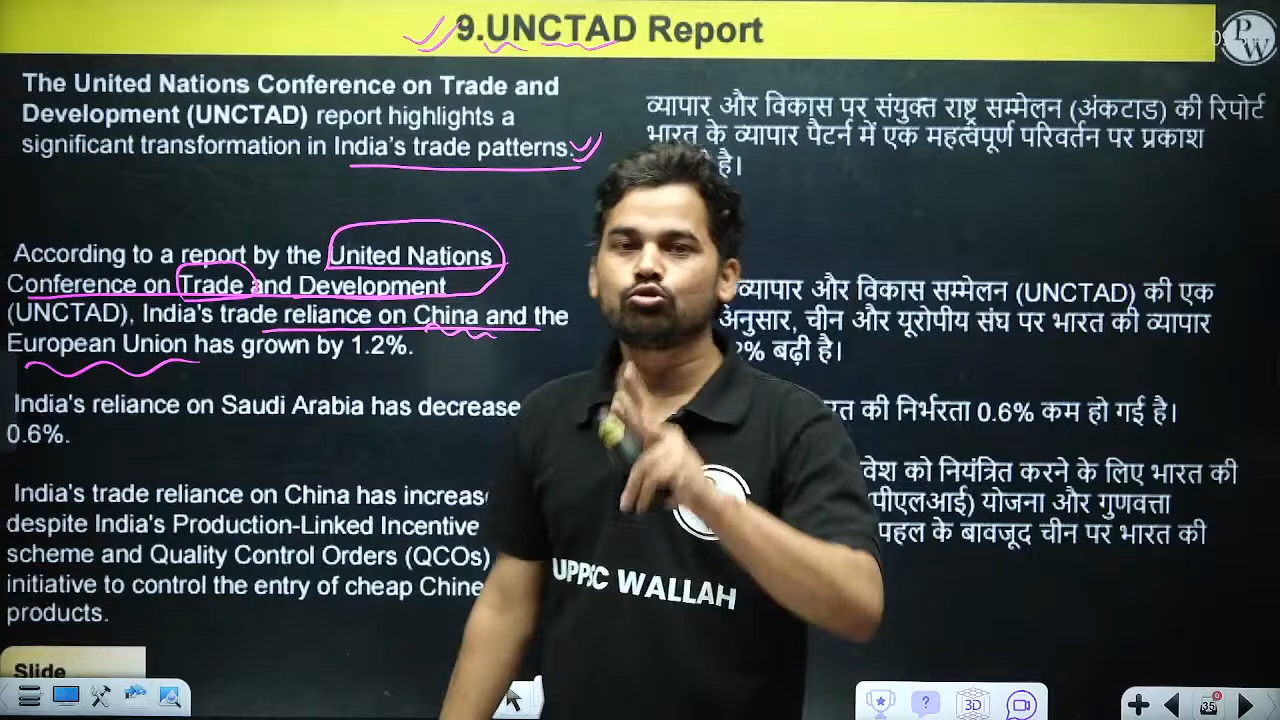 9.UNCTAD Report
PW
The United Nations Conference on Trade and
Development (UNCTAD) report highlights a
significant transformation in India's trade patterns.
According to a report by the United Nations
Conference on Trade and Development
(UNCTAD), India's trade reliance on China and the
European Union has grown by 1.2%.
India's reliance on Saudi Arabia has decrease
0.6%.
India's trade reliance on China has increas
despite India's Production-Linked Incentive
scheme and Quality Control Orders (QCOs)
initiative to control the entry of cheap Chine
products.
व्यापार और विकास पर संयुक्त राष्ट्र सम्मेलन (अंकटाड) की रिपोर्ट
भारत के व्यापार पैटर्न में एक महत्वपूर्ण परिवर्तन पर प्रकाश
है।
व्यापार और विकास सम्मेलन (UNCTAD) की एक
अनुसार, चीन और यूरोपीय संघ पर भारत की व्यापार
% बढ़ी है।
की निर्भरता 0.6% कम हो गई है।
को नियंत्रित करने के लिए भारत की
(पीएलआई) योजना और गुणवत्ता
पहल के बावजूद चीन पर भारत की
UPPSC WALLAH
Slide
3D
35